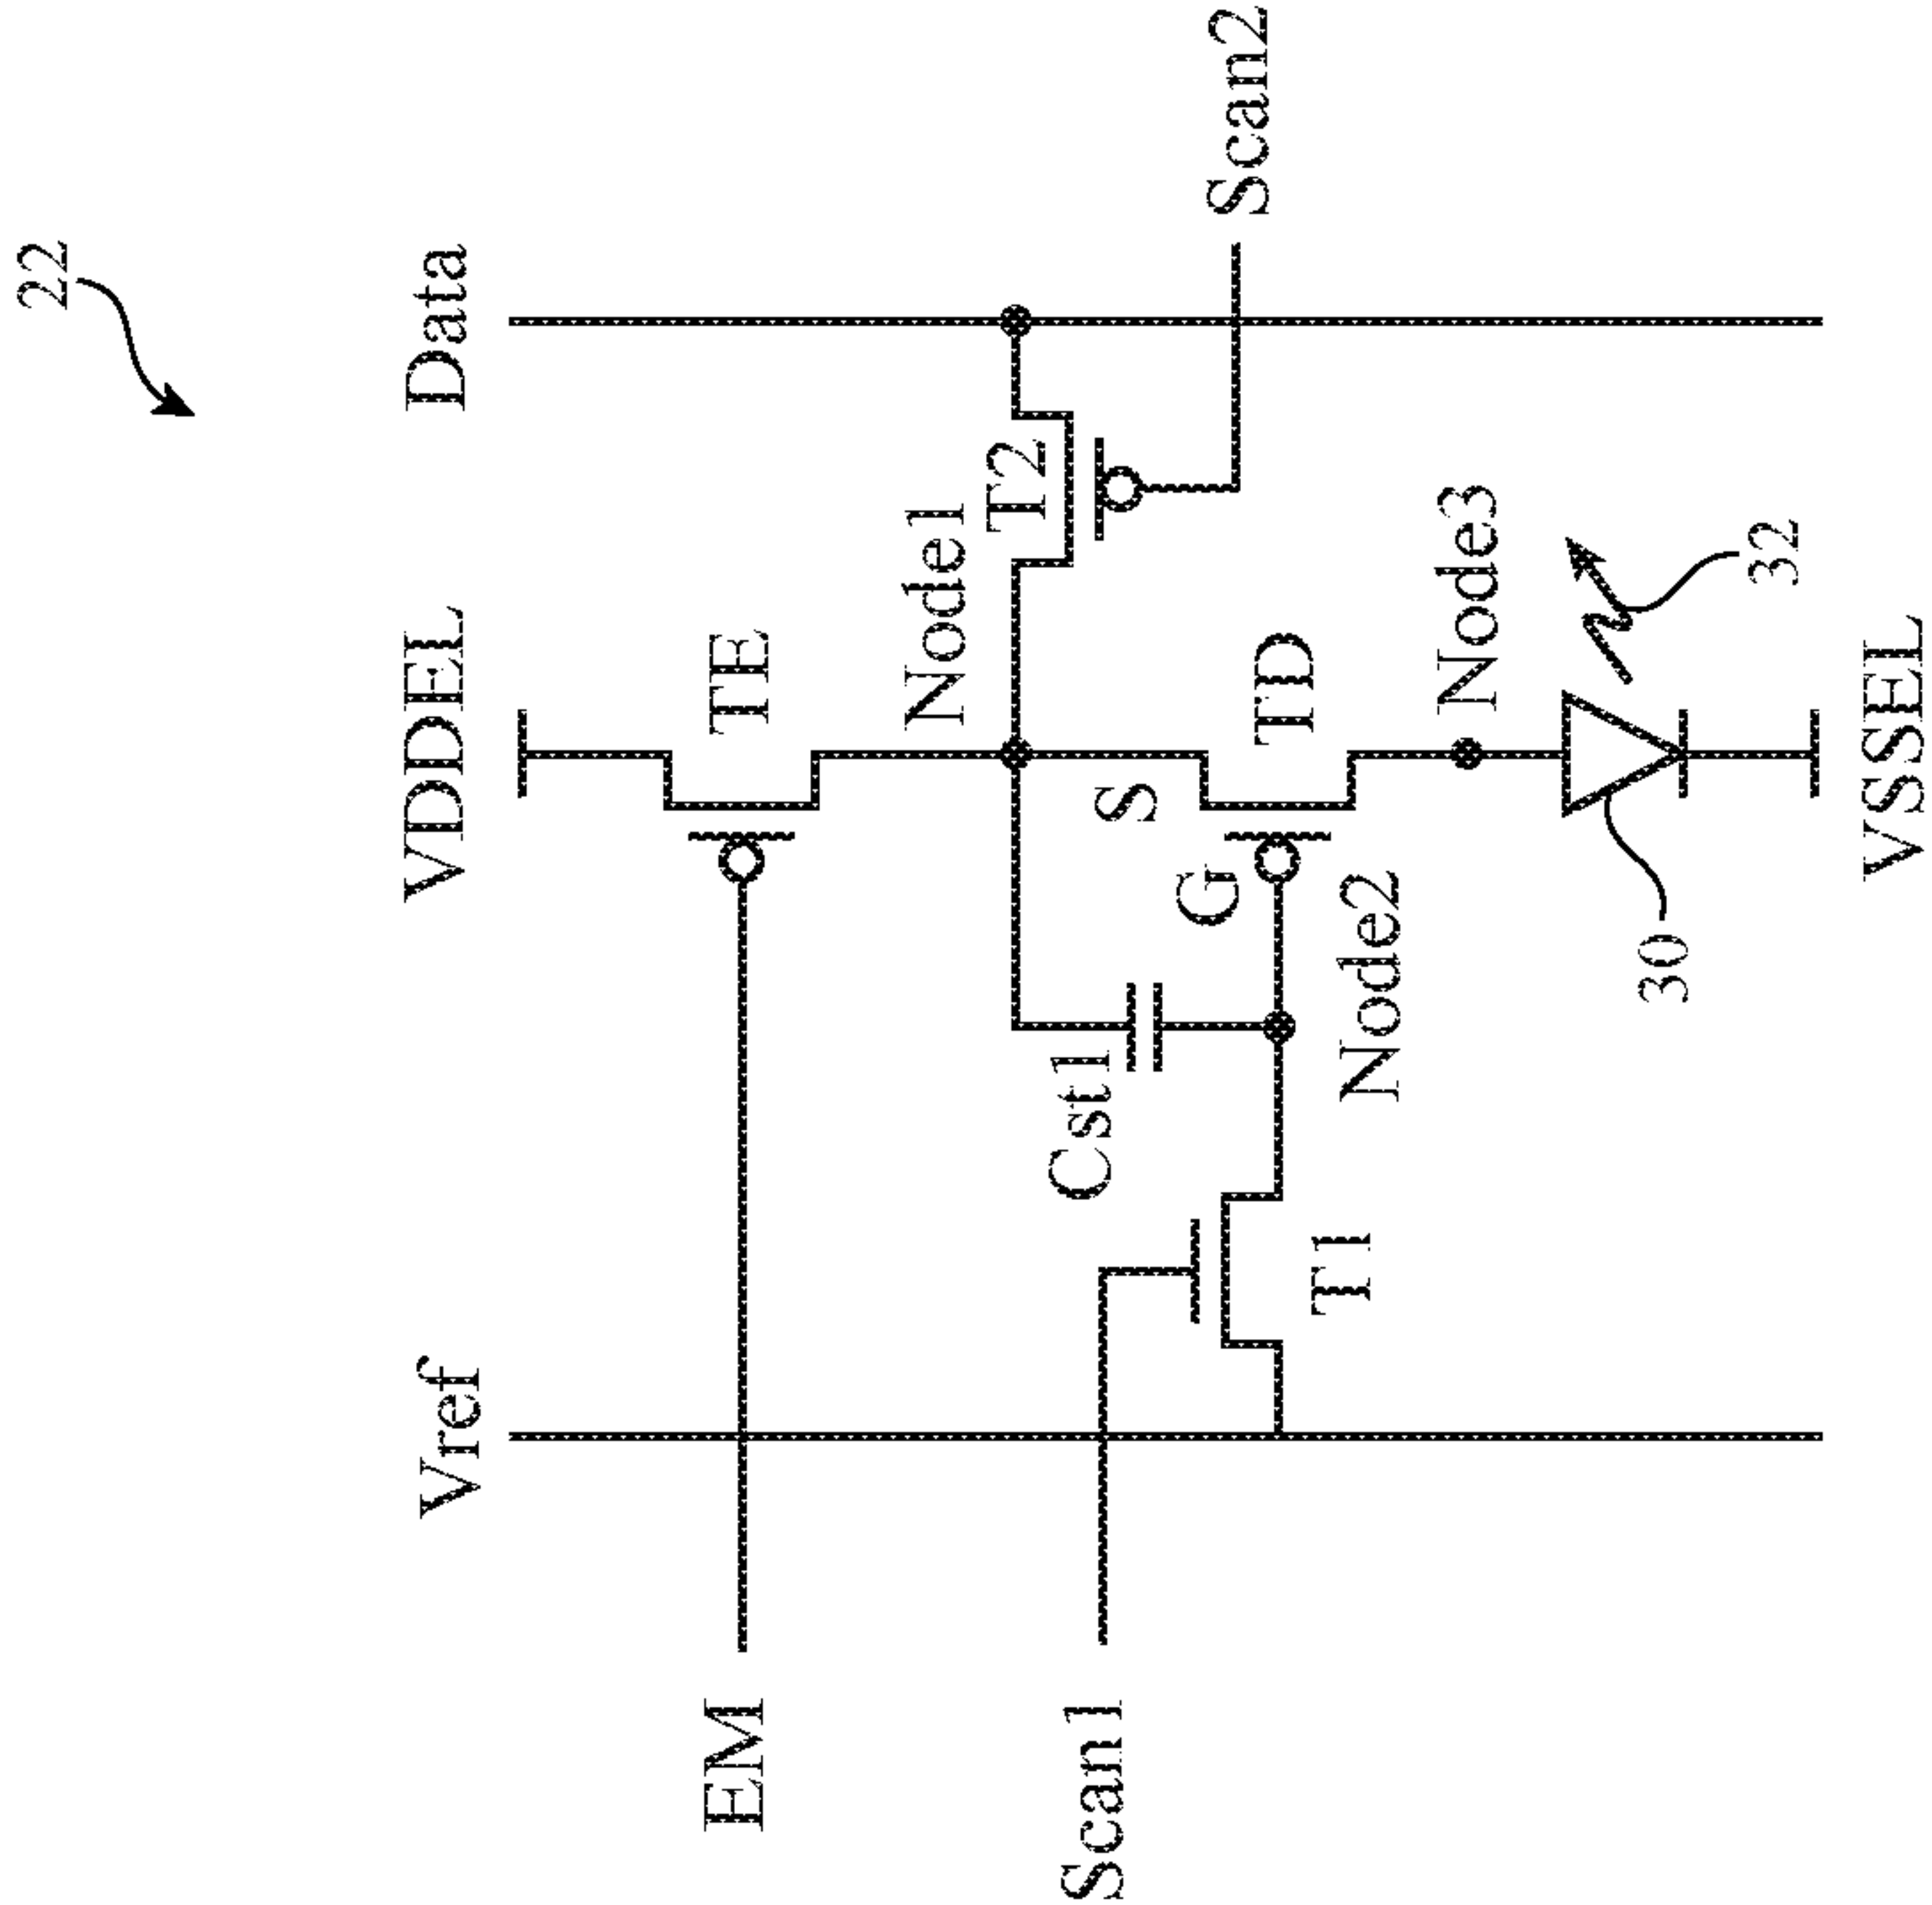 22
Vref
VDDEL
Data
EM
TE
Node1
T2
Scan1
Cst1
S
G
TD
Scan2
T1
Node2
Node3
30
32
VSSEL